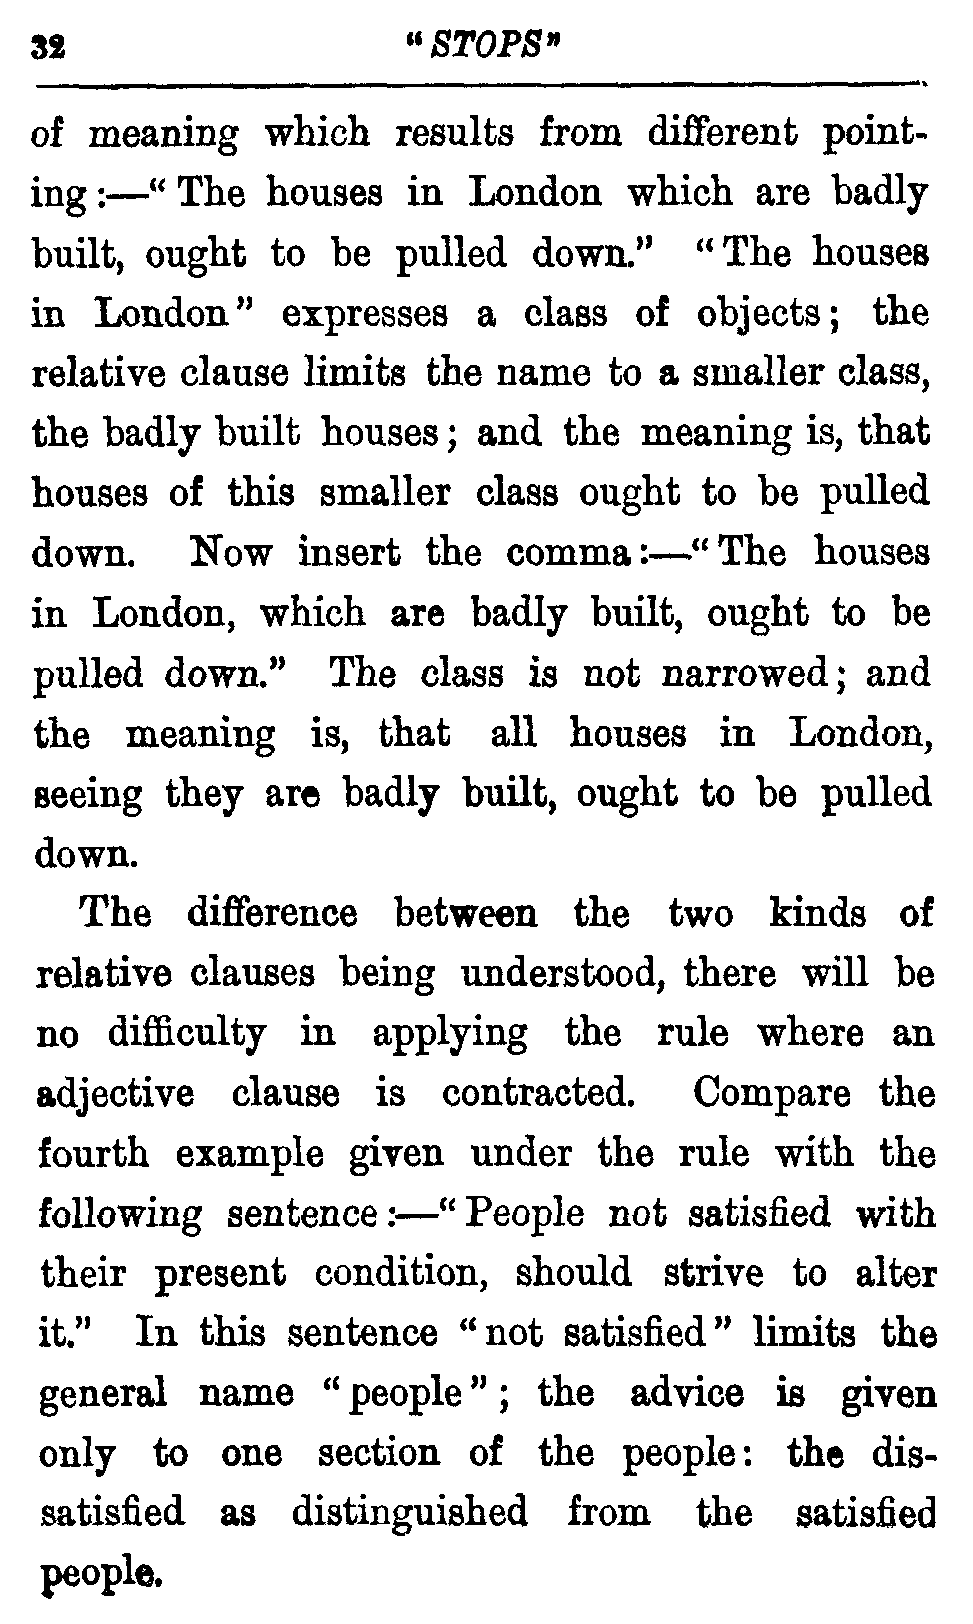 32 "STOPS"
of meaning which results from different point-
ing :—" The houses in London which are badly
built, ought to be pulled down." "The houses
in London" expresses a class of objects; the
relative clause limits the name to a smaller class,
the badly built houses; and the meaning is, that
houses of this smaller class ought to be pulled
down. Now insert the comma:—"The houses
in London, which are badly built, ought to be
pulled down." The class is not narrowed; and
the meaning is, that all houses in London,
seeing they are badly built, ought to be pulled
down.
The difference between the two kinds of
relative clauses being understood, there will be
no difficulty in applying the rule where an
adjective clause is contracted. Compare the
fourth example given under the rule with the
following sentence :—" People not satisfied with
their present condition, should strive to alter
it." In this sentence "not satisfied" limits the
general name "people"; the advice is given
only to one section of the people: the dis-
satisfied as distinguished from the satisfied
people.